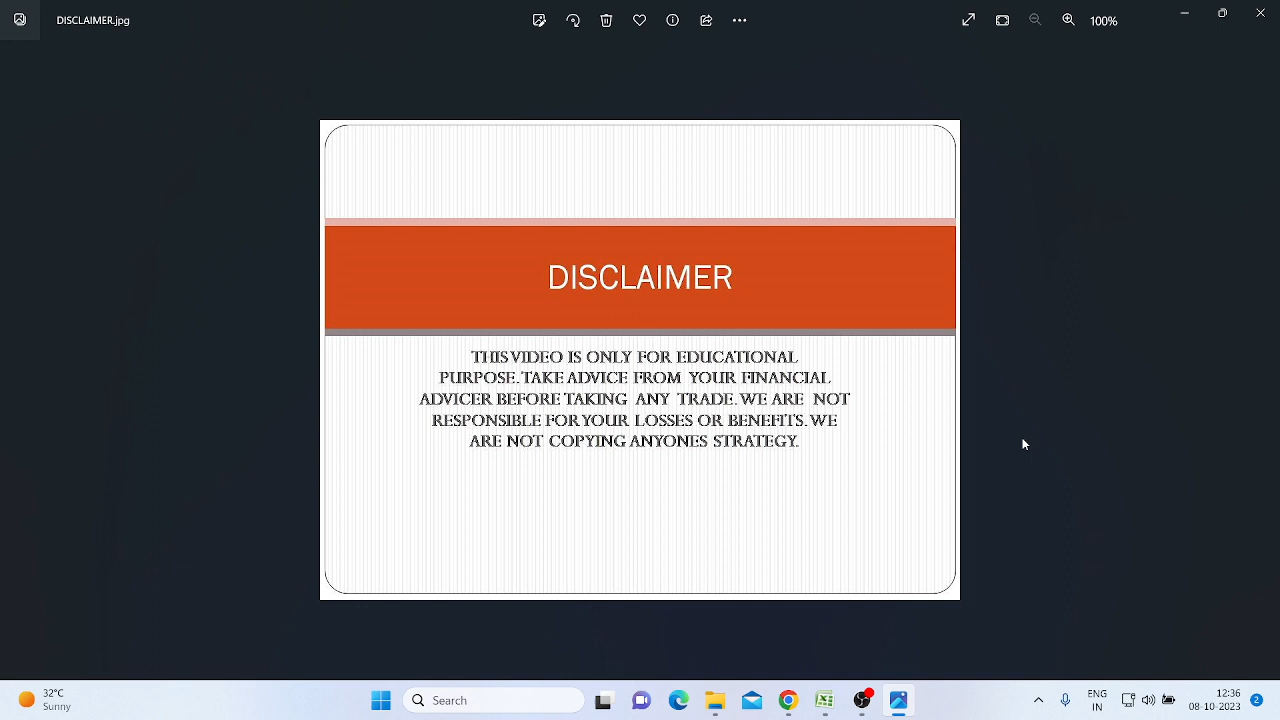 DISCLAIMER.jpg
100%
DISCLAIMER
THIS VIDEO IS ONLY FOR EDUCATIONAL
PURPOSE. TAKE ADVICE FROM YOUR FINANCIAL
ADVICER BEFORE TAKING ANY TRADE. WE ARE NOT
RESPONSIBLE FOR YOUR LOSSES OR BENEFITS. WE
ARE NOT COPYING ANYONES STRATEGY.
32°C
Sunny
Search
ENG
IN
12:36
08-10-2023
2